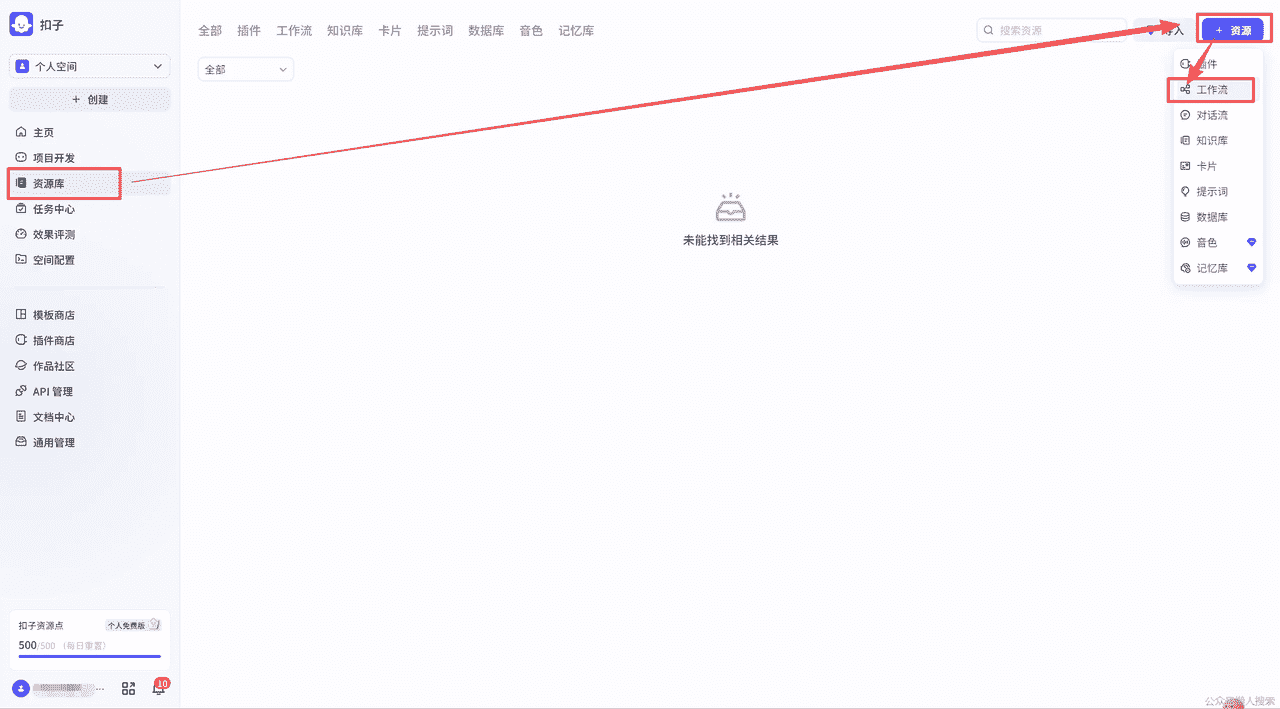 扣子
个人空间
+ 创建
主页
项目开发
资源库
任务中心
效果评测
空间配置
模板商店
插件商店
作品社区
API 管理
文档中心
通用管理
扣子资源点
个人免费版
500/500 (每日重置)
10
全部 插件 工作流 知识库 卡片 提示词 数据库 音色 记忆库
搜索资源
+ 资源
全部
未能找到相关结果
工作流
对话流
知识库
卡片
提示词
数据库
音色
记忆库
人搜索